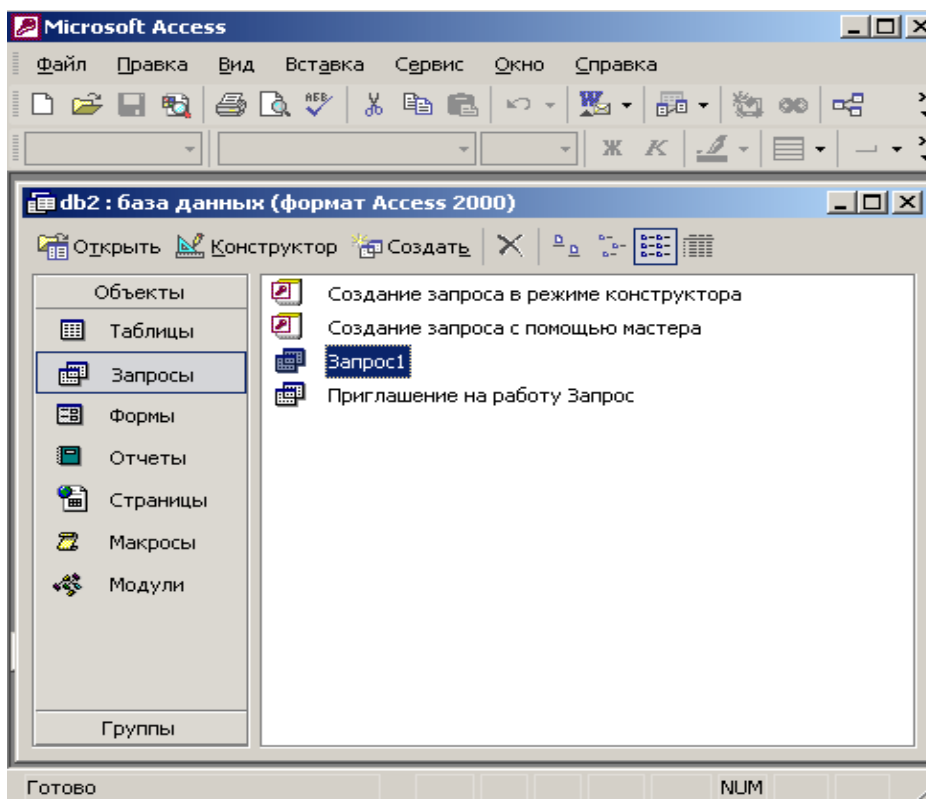 Microsoft Acce
Файл Правка Вид Вставка Сервис Окно Справка
Ж К
db2 : база данных (формат Access 2000)
Открыть Конструктор Создать
Объекты
Таблицы
Запросы
Формы
Отчеты
Страницы
Макросы
Модули
Группы
Создание запроса в режиме конструктора
Создание запроса с помощью мастера
Запрос1
Приглашение на работу Запрос
Готово NUM